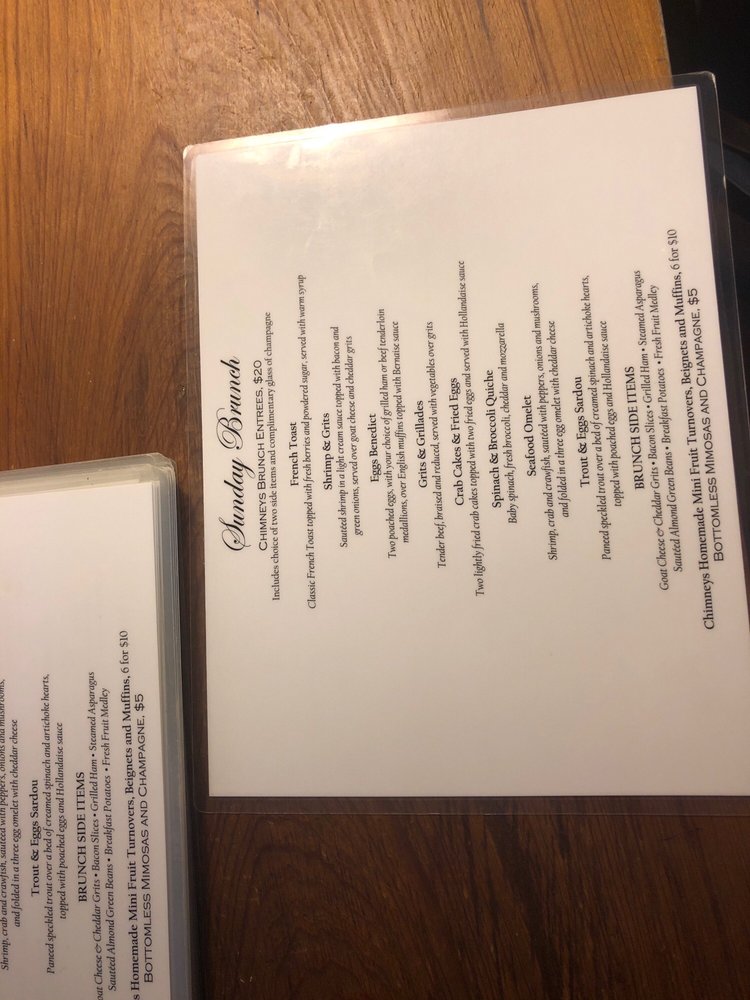 Sunday Brunch
CHIMNEYS BRUNCH ENTREES, $20
Includes choice of two side items and complimentary glass of champagne
French Toast
Classic French Toast topped with fresh berries and powdered sugar, served with warm syrup
Shrimp & Grits
Sauteéd shrimp in a light cream sauce topped with bacon and
green onions, served over goat cheese and cheddar grits
Eggs Benedict
Two poached eggs, with your choice of grilled ham or beef tenderloin
medallions, over English muffins topped with Bernaise sauce
Grits & Grillades
Tender beef, braised and reduced, served with vegetables over grits
Crab Cakes & Fried Eggs
Two lightly fried crab cakes topped with two fried eggs and served with Hollandaise sauce
Spinach & Broccoli Quiche
Baby spinach, fresh broccoli, cheddar and mozzarella
Seafood Omelet
Shrimp, crab and crawfish, sauteéd with peppers, onions and mushrooms,
and folded in a three egg omelet with cheddar cheese
Trout & Eggs Sardou
Paneed speckled trout over a bed of creamed spinach and artichoke hearts,
topped with poached eggs and Hollandaise sauce
BRUNCH SIDE ITEMS
Goat Cheese & Cheddar Grits • Bacon Slices • Grilled Ham • Steamed Asparagus
Sauteéd Almond Green Beans • Breakfast Potatoes • Fresh Fruit Medley
Chimneys Homemade Mini Fruit Turnovers, Beignets and Muffins, 6 for $10
BOTTOMLESS MIMOSAS AND CHAMPAGNE, $5
Shrimp, crab and crawfish, sauteéd with peppers, onions and mushrooms,
and folded in a three egg omelet with cheddar cheese
Trout & Eggs Sardou
Paneed speckled trout over a bed of creamed spinach and artichoke hearts,
topped with poached eggs and Hollandaise sauce
BRUNCH SIDE ITEMS
oat Cheese & Cheddar Grits • Bacon Slices • Grilled Ham • Steamed Asparagus
Sauteéd Almond Green Beans • Breakfast Potatoes • Fresh Fruit Medley
s Homemade Mini Fruit Turnovers, Beignets and Muffins, 6 for $10
BOTTOMLESS MIMOSAS AND CHAMPAGNE, $5